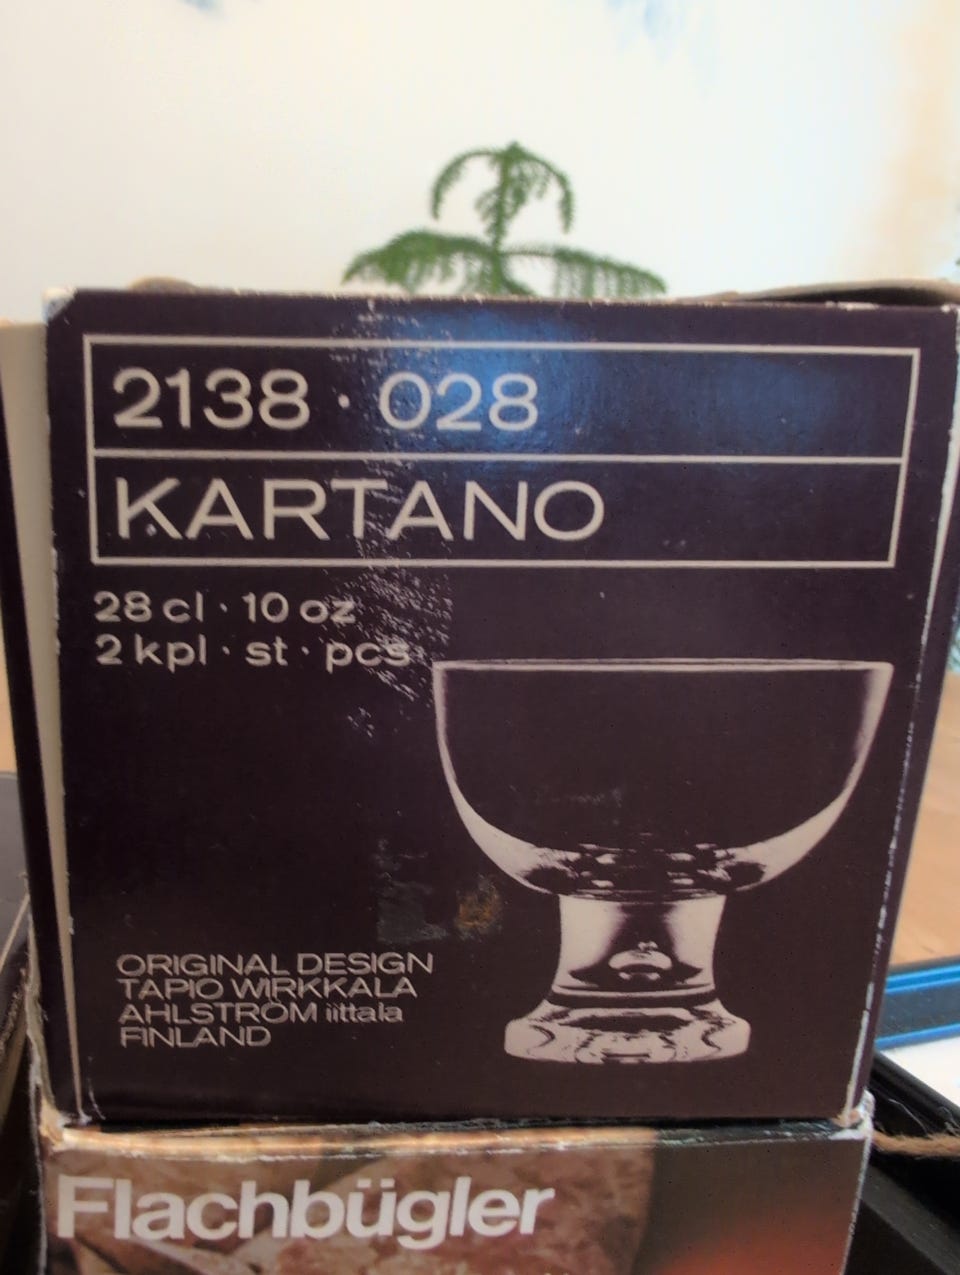 2138 · 028
KARTANO
28 cl · 10 oz
2 kpl · st · pcs
ORIGINAL DESIGN
TAPIO WIRKKALA
AHLSTRÖM iittala
FINLAND
Flachbügler